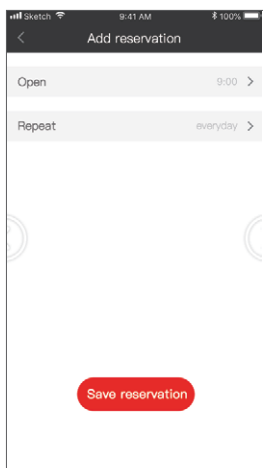 Sketch 9:41 AM 100%
Add reservation
Open 9:00
Repeat everyday
Save reservation